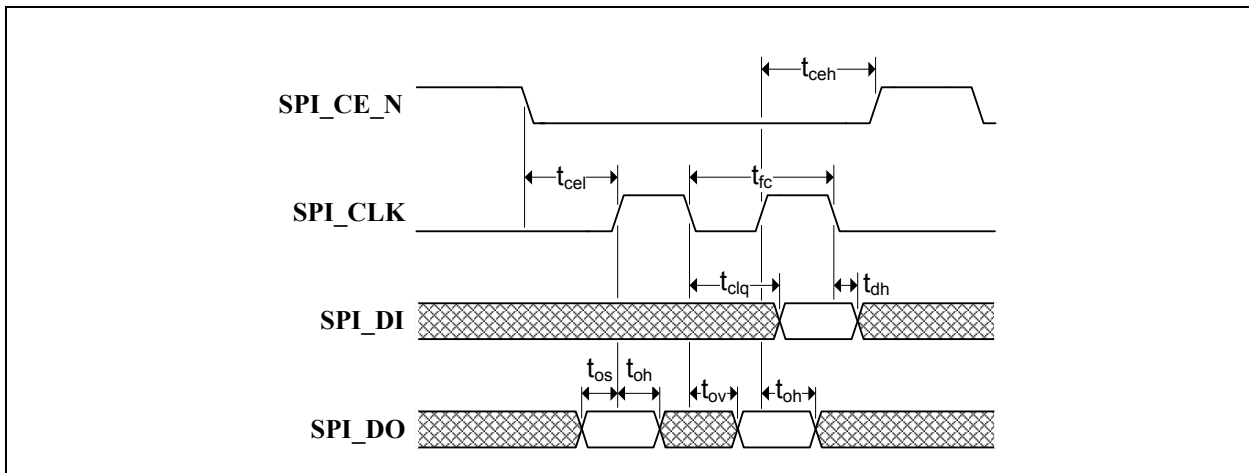 t_ceh
SPI_CE_N
t_cel
t_fc
SPI_CLK
t_clq
t_dh
SPI_DI
t_os t_oh t_ov t_oh
SPI_DO